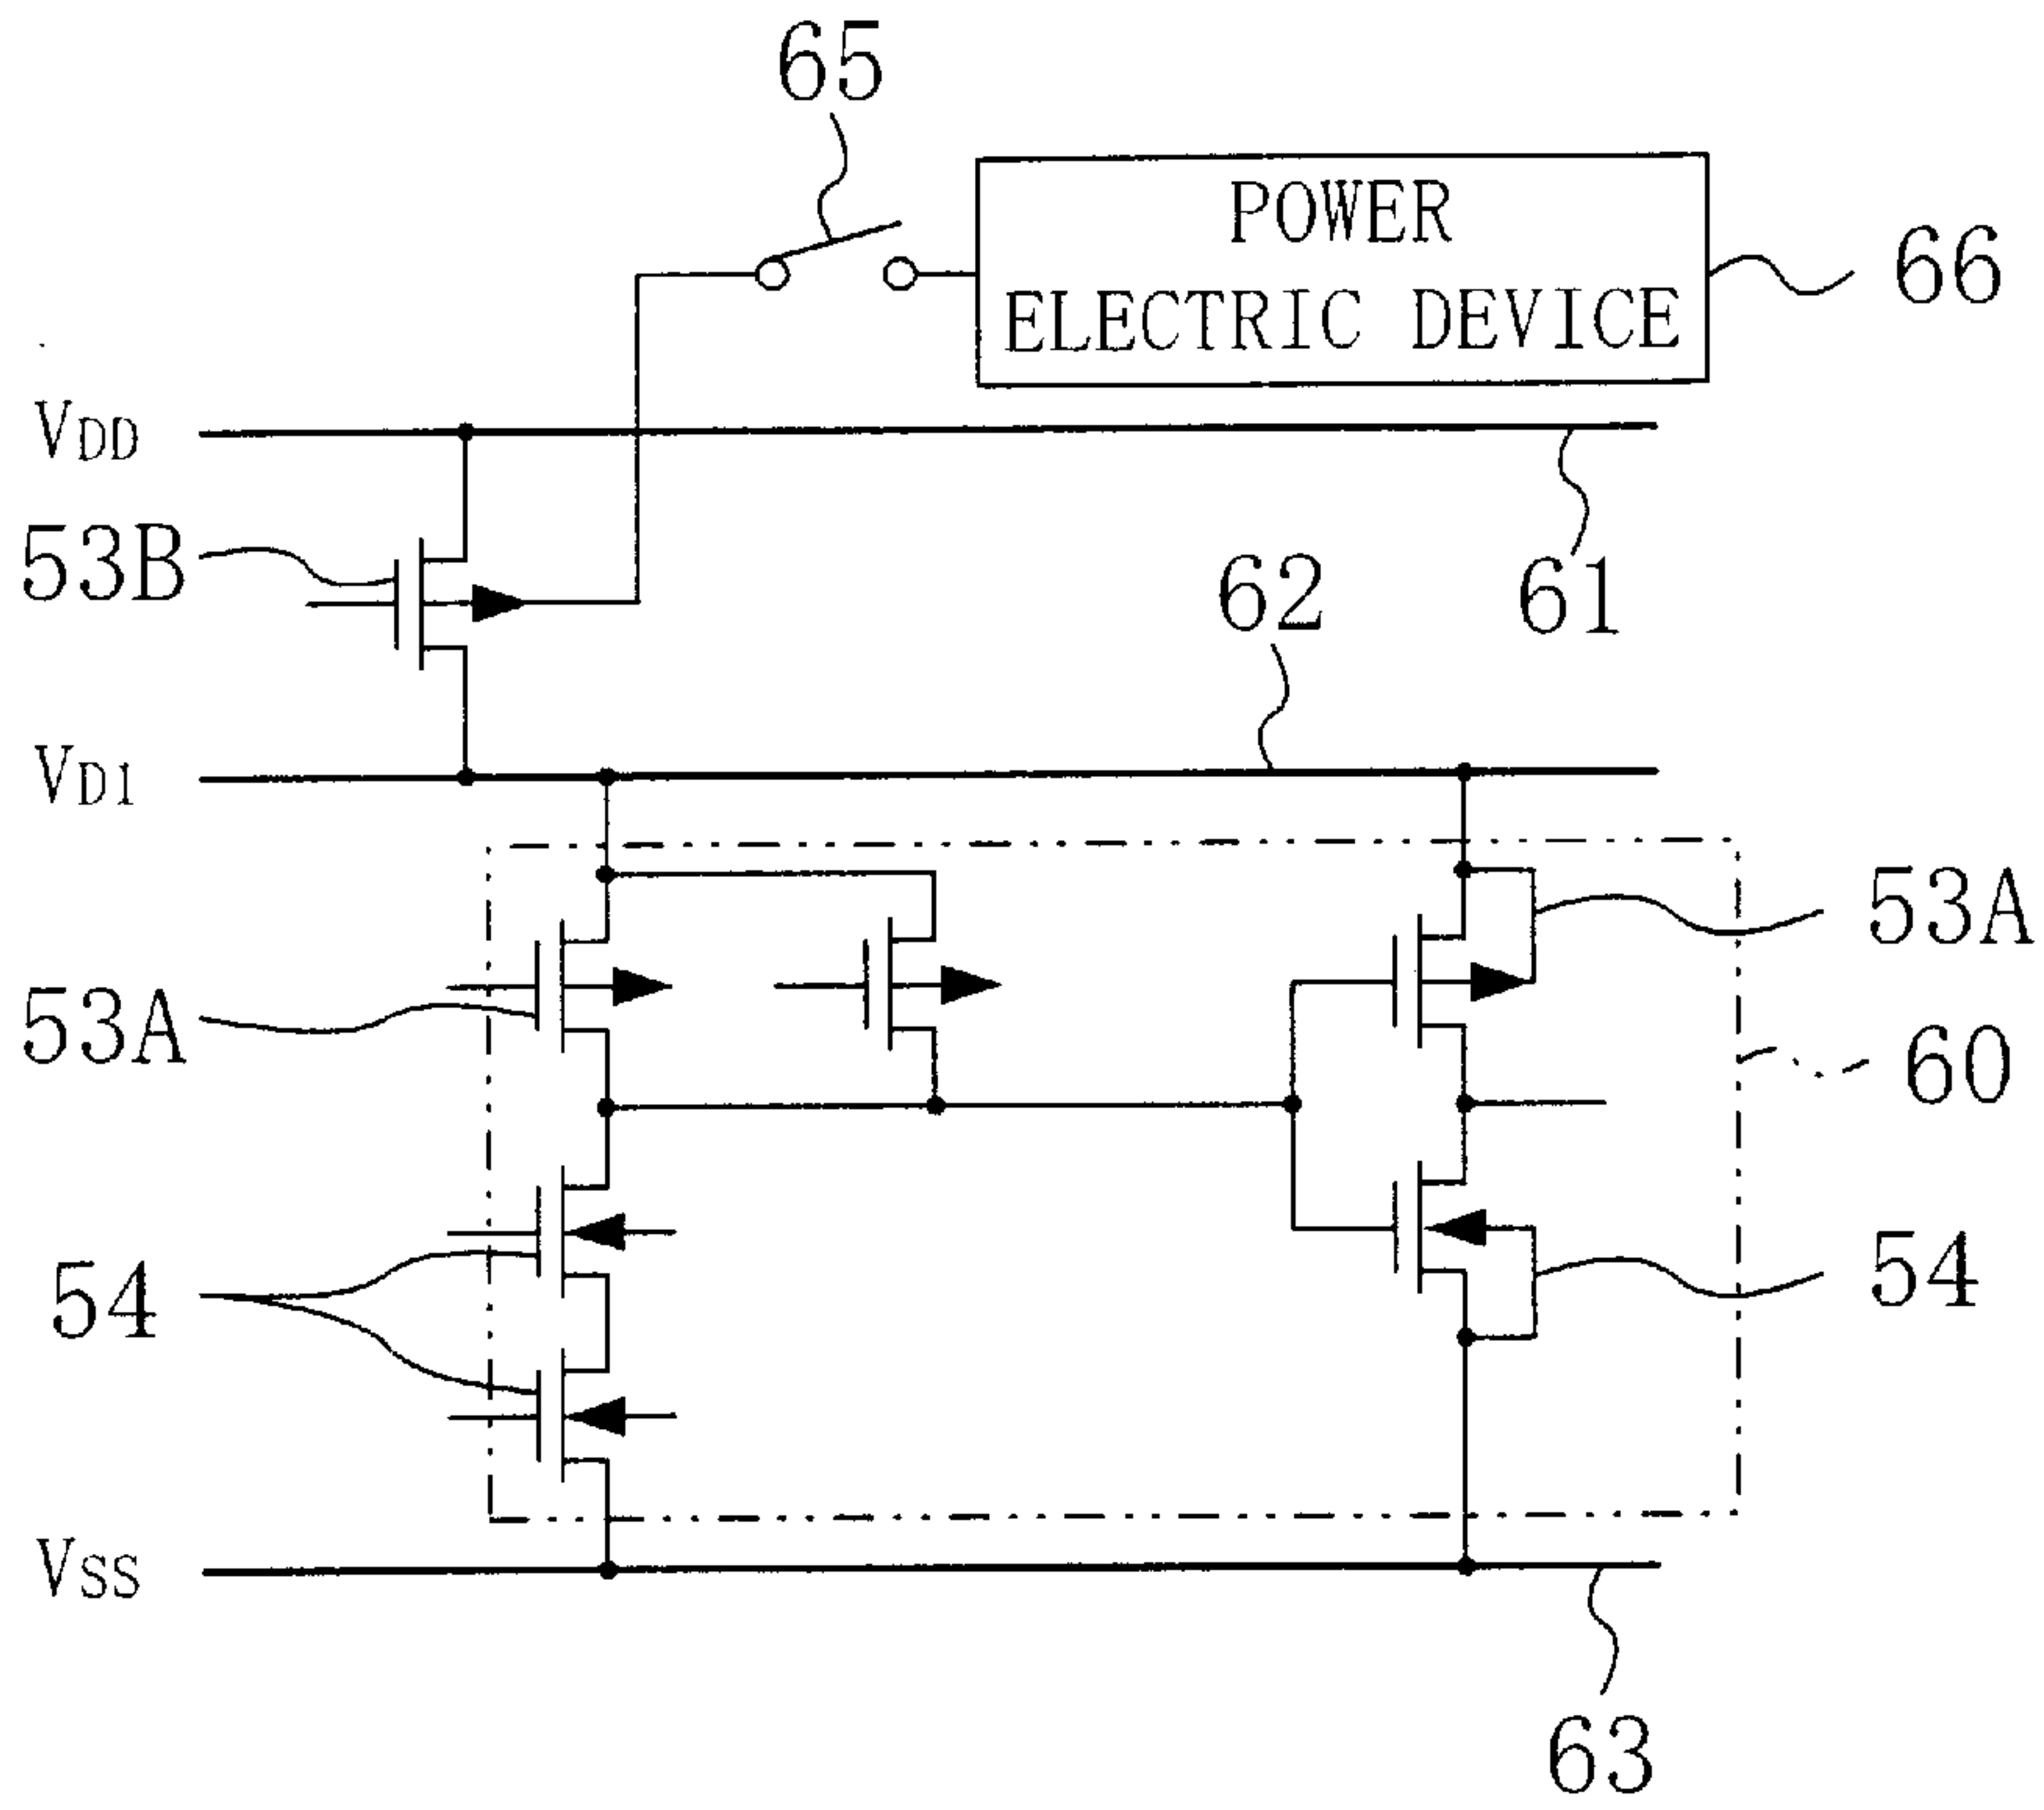 65
POWER
ELECTRIC DEVICE
66
VDD
53B
62
61
VD1
53A
53A
60
54
54
VSS
63